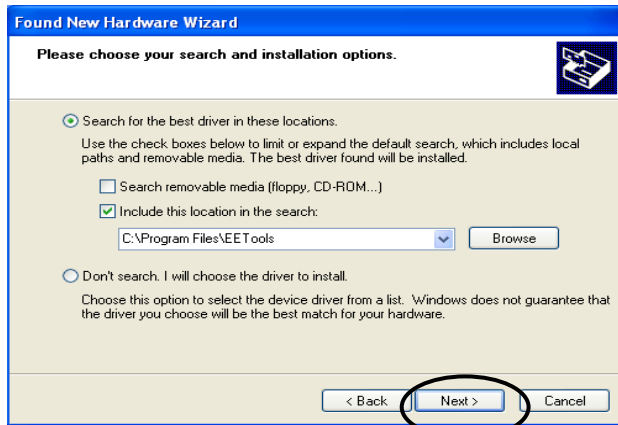 Found New Hardware Wizard
Please choose your search and installation options.
Search for the best driver in these locations.
Use the check boxes below to limit or expand the default search, which includes local
paths and removable media. The best driver found will be installed.
Search removable media (floppy, CD-ROM...)
Include this location in the search:
C:\Program Files\EETools
Browse
Don't search. I will choose the driver to install.
Choose this option to select the device driver from a list. Windows does not guarantee that
the driver you choose will be the best match for your hardware.
< Back Next > Cancel